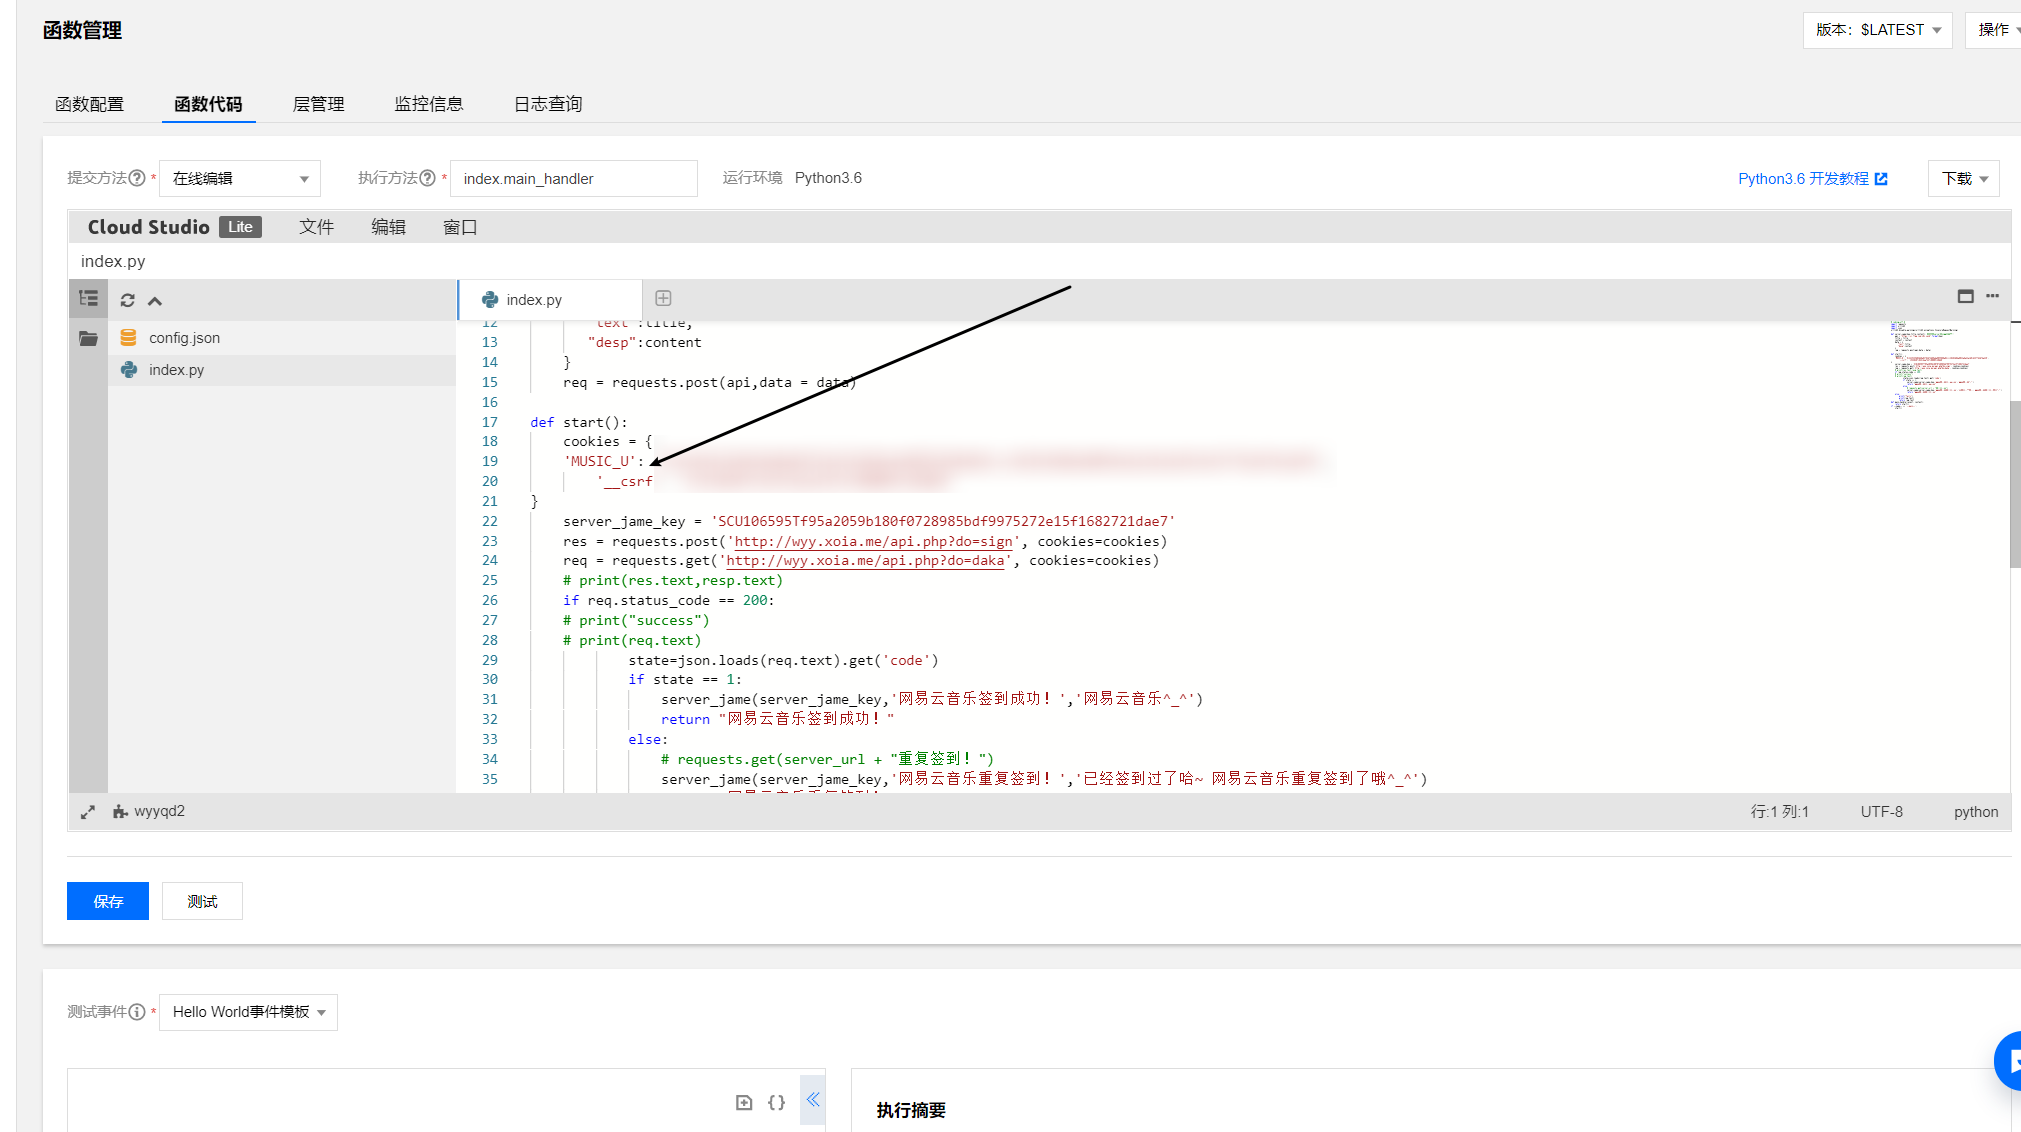 函数管理
版本：$LATEST
操作
函数配置
函数代码
层管理
监控信息
日志查询
提交方法 * 在线编辑
执行方法 * index.main_handler
运行环境 Python3.6
Python3.6 开发教程
下载
Cloud Studio Lite 文件 编辑 窗口
index.py
index.py
config.json
index.py
12 text :title,
13 "desp":content
14 }
15 req = requests.post(api,data = data)
16
17 def start():
18 cookies = {
19 'MUSIC_U':
20 '__csrf
21 }
22 server_jame_key = 'SCU106595Tf95a2059b180f0728985bdf9975272e15f1682721dae7'
23 res = requests.post('http://wyy.xoia.me/api.php?do=sign', cookies=cookies)
24 req = requests.get('http://wyy.xoia.me/api.php?do=daka', cookies=cookies)
25 # print(res.text,resp.text)
26 if req.status_code == 200:
27 # print("success")
28 # print(req.text)
29 state=json.loads(req.text).get('code')
30 if state == 1:
31 server_jame(server_jame_key,'网易云音乐签到成功！','网易云音乐^_^')
32 return "网易云音乐签到成功！"
33 else:
34 # requests.get(server_url + "重复签到！")
35 server_jame(server_jame_key,'网易云音乐重复签到！','已经签到过了哈~ 网易云音乐重复签到了哦^_^')
wyyqd2
行:1 列:1
UTF-8
python
保存
测试
测试事件 * Hello World事件模板
执行摘要